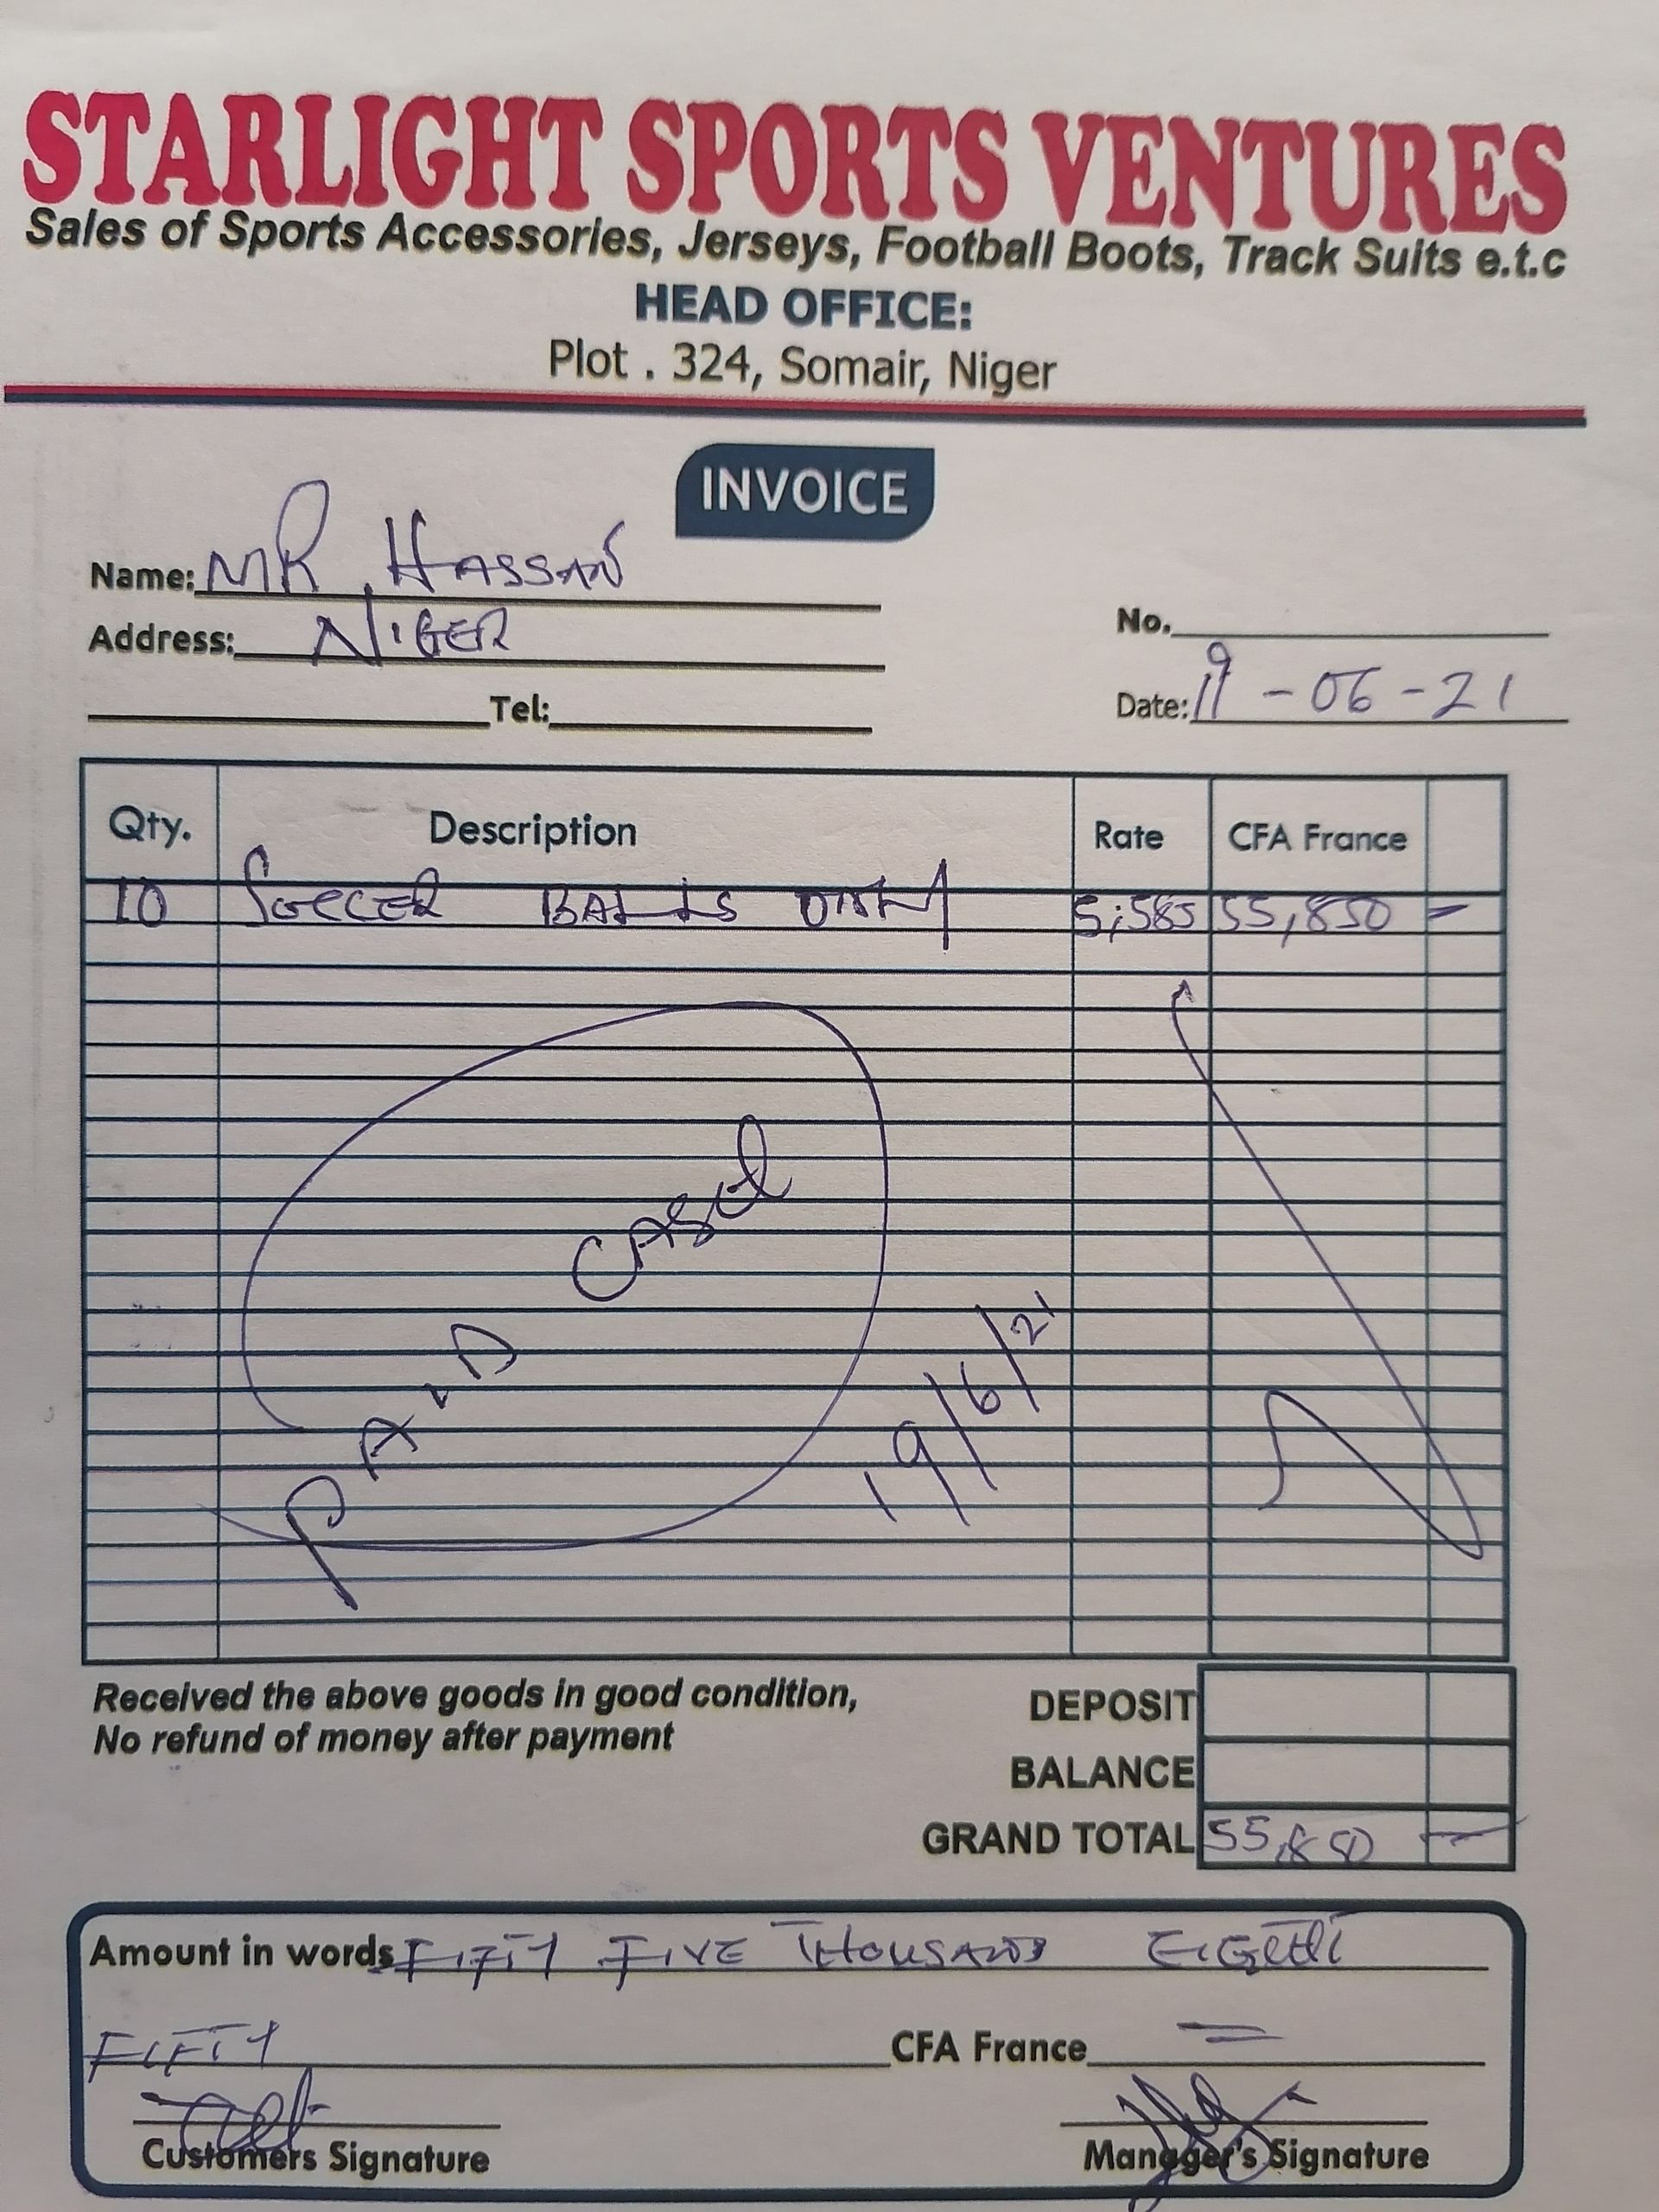 STARLIGHT SPORTS VENTURES
Sales of Sports Accessories, Jerseys, Football Boots, Track Suits e.t.c
HEAD OFFICE:
Plot . 324, Somair, Niger
INVOICE
Name: MR. HASSAN
Address: NIGER
No.
Tel:
Date: 19-06-21
Qty. Description Rate CFA France
10 SOCCER BALLS ONLY 5,585 55,850 =
PAID CASH
19/6/21
Received the above goods in good condition,
No refund of money after payment
DEPOSIT
BALANCE
GRAND TOTAL 55,850 =
Amount in words FIFTY FIVE THOUSAND EIGHT
FIFTY CFA France =
Customers Signature Manager's Signature